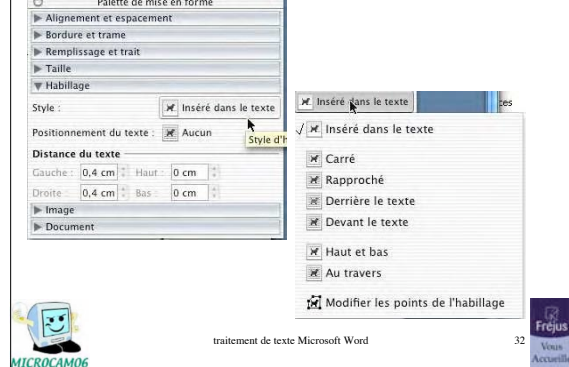 Palette de mise en forme
Alignement et espacement
Bordure et trame
Remplissage et trait
Taille
Habillage
Style : Inséré dans le texte
Positionnement du texte : Aucun
Style d'h
Distance du texte
Gauche : 0,4 cm Haut : 0 cm
Droite : 0,4 cm Bas : 0 cm
Image
Document
Inséré dans le texte
ces
Inséré dans le texte
Carré
Rapproché
Derrière le texte
Devant le texte
Haut et bas
Au travers
Modifier les points de l'habillage
MICROCAM06
traitement de texte Microsoft Word
32
Fréjus
Vous
Accueille